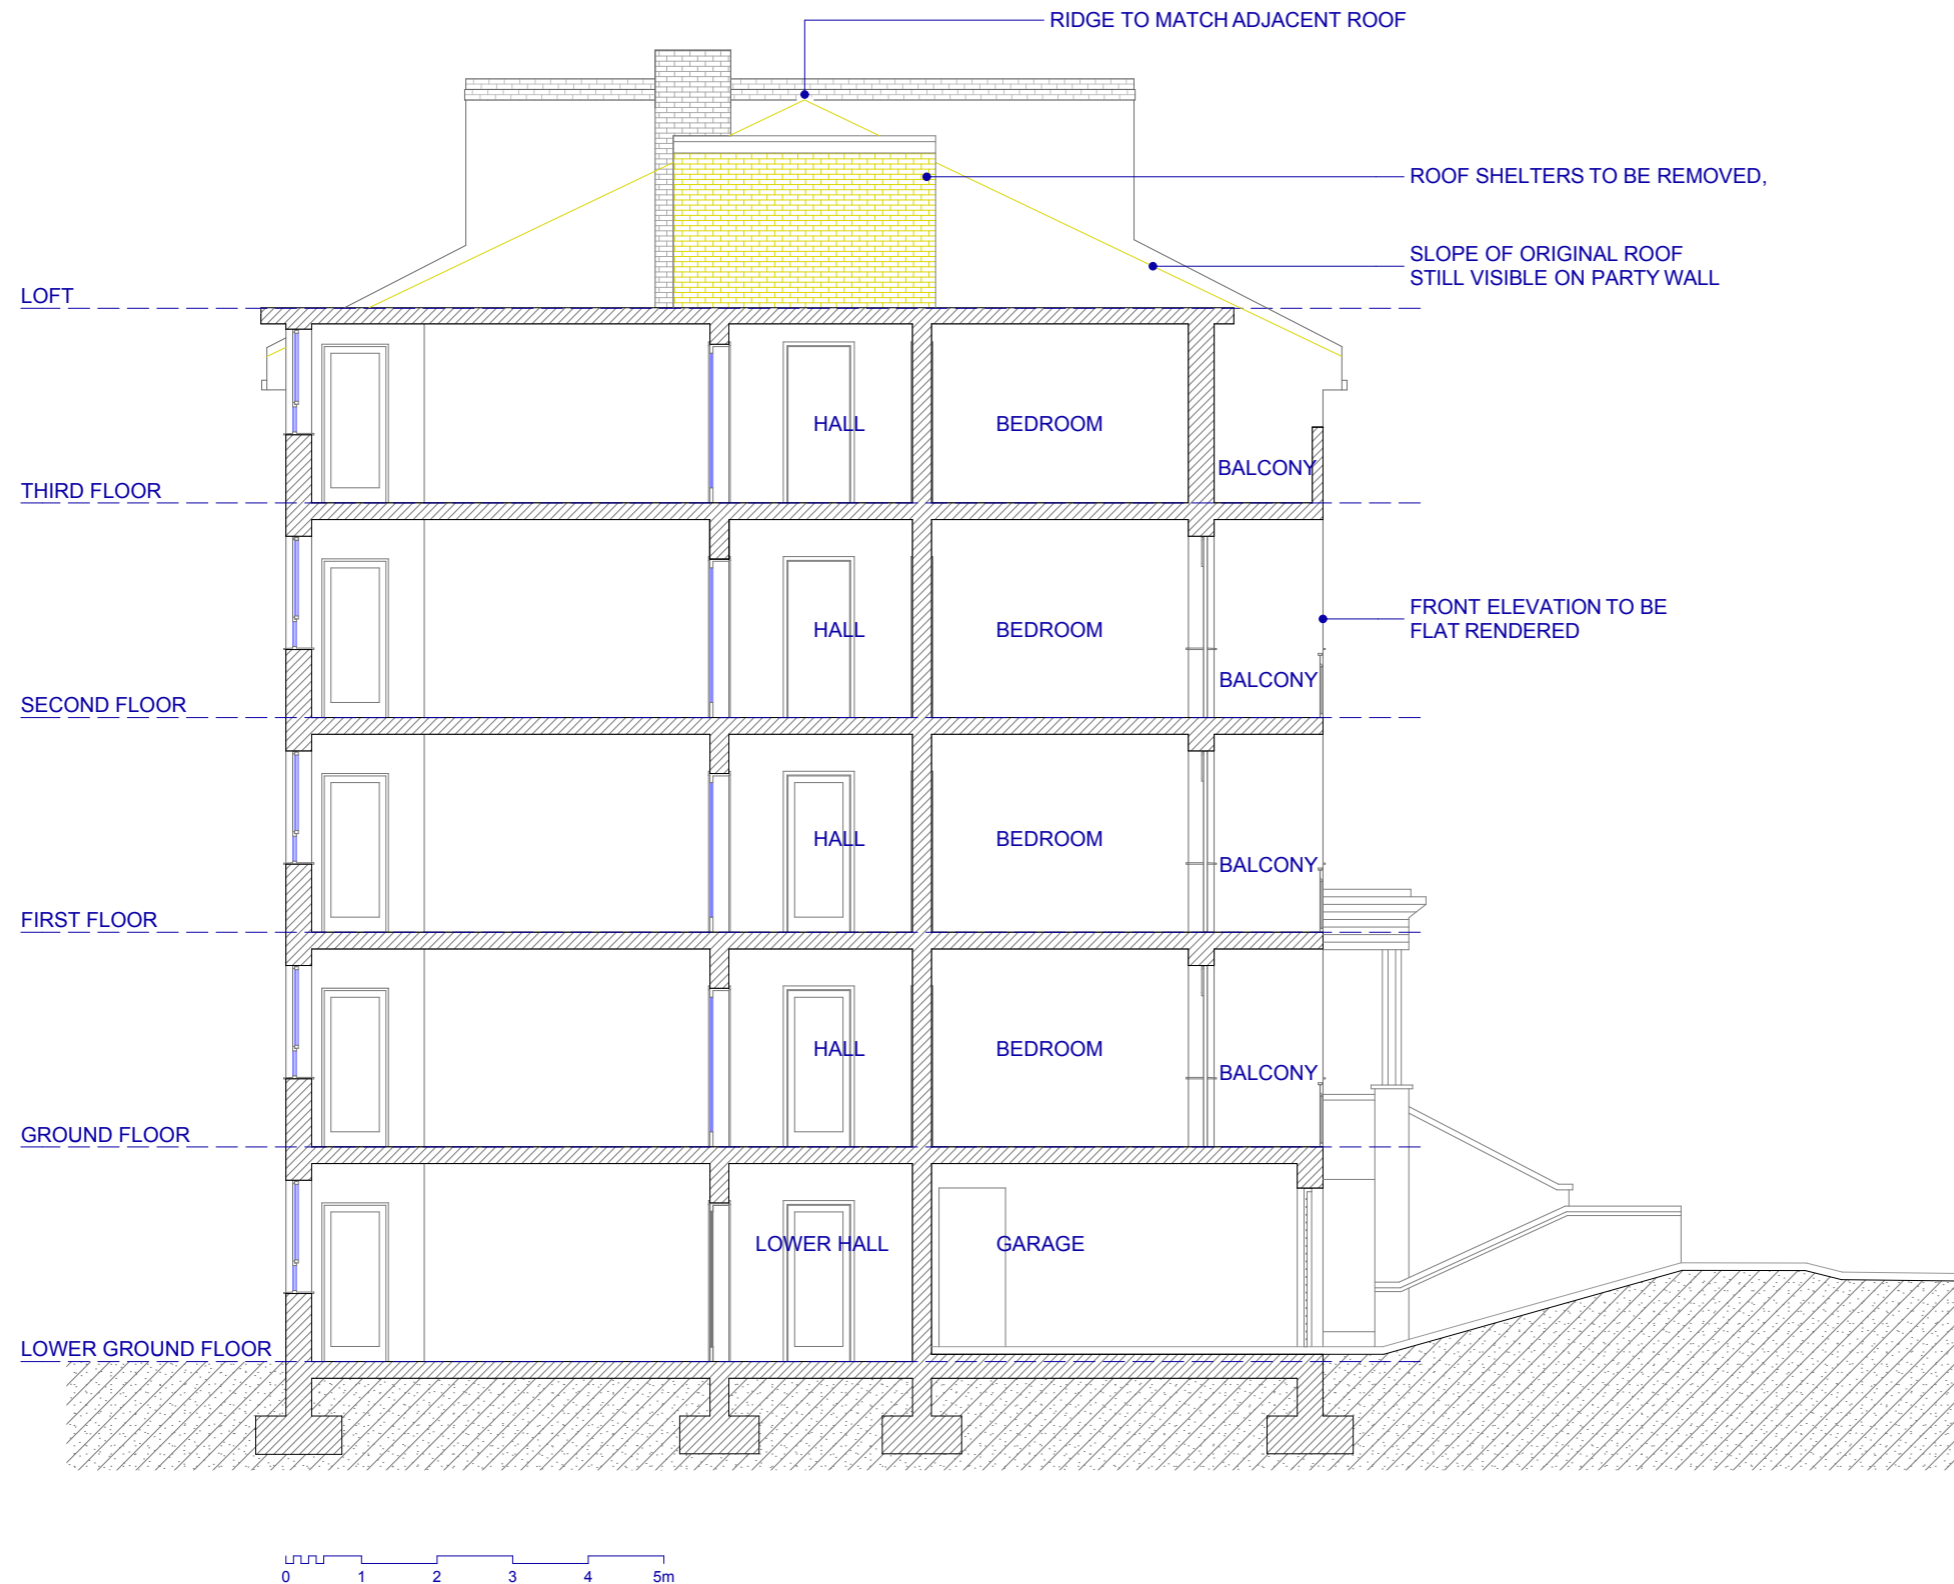 RIDGE TO MATCH ADJACENT ROOF
ROOF SHELTERS TO BE REMOVED,
SLOPE OF ORIGINAL ROOF
STILL VISIBLE ON PARTY WALL
LOFT
HALL
BEDROOM
BALCONY
THIRD FLOOR
FRONT ELEVATION TO BE
FLAT RENDERED
HALL
BEDROOM
BALCONY
SECOND FLOOR
HALL
BEDROOM
BALCONY
FIRST FLOOR
HALL
BEDROOM
BALCONY
GROUND FLOOR
LOWER HALL
GARAGE
LOWER GROUND FLOOR
0 1 2 3 4 5m